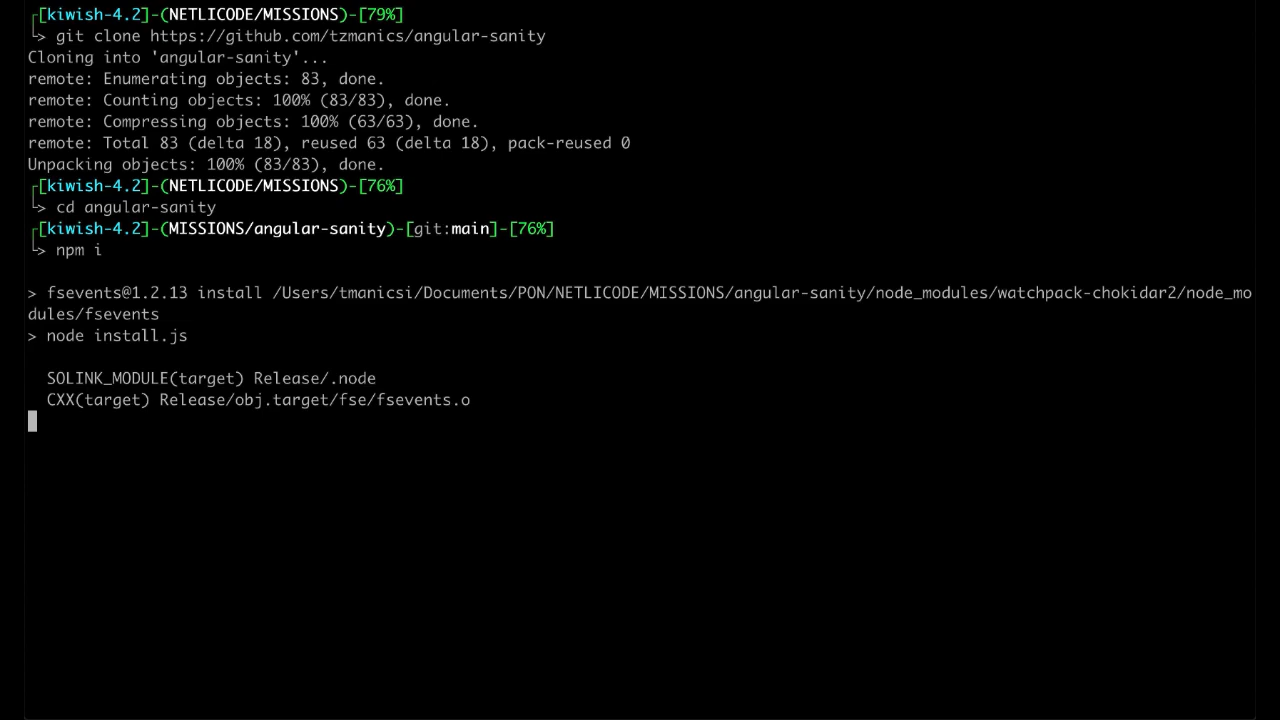 ┌[kiwish-4.2]-(NETLICODE/MISSIONS)-[79%]
└> git clone https://github.com/tzmanics/angular-sanity
Cloning into 'angular-sanity'...
remote: Enumerating objects: 83, done.
remote: Counting objects: 100% (83/83), done.
remote: Compressing objects: 100% (63/63), done.
remote: Total 83 (delta 18), reused 63 (delta 18), pack-reused 0
Unpacking objects: 100% (83/83), done.
┌[kiwish-4.2]-(NETLICODE/MISSIONS)-[76%]
└> cd angular-sanity
┌[kiwish-4.2]-(MISSIONS/angular-sanity)-[git:main]-[76%]
└> npm i
> fsevents@1.2.13 install /Users/tmanicsi/Documents/PON/NETLICODE/MISSIONS/angular-sanity/node_modules/watchpack-chokidar2/node_mo
dules/fsevents
> node install.js
SOLINK_MODULE(target) Release/.node
CXX(target) Release/obj.target/fse/fsevents.o